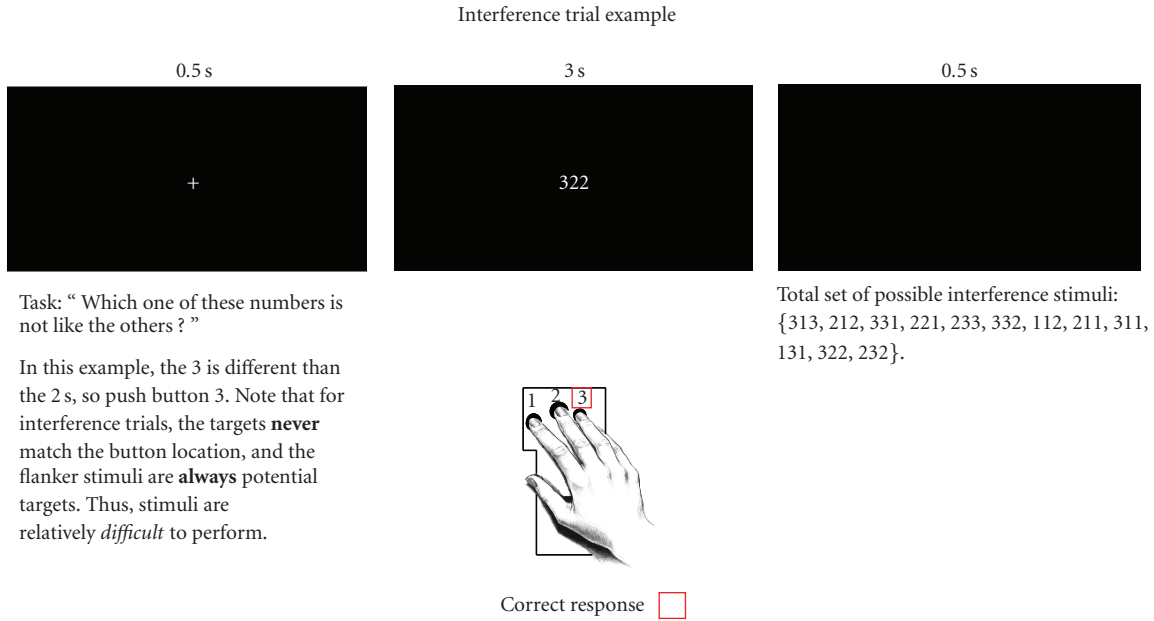 Interference trial example
0.5 s
3 s
0.5 s
+
322
Task: “ Which one of these numbers is
not like the others ? ”
In this example, the 3 is different than
the 2 s, so push button 3. Note that for
interference trials, the targets never
match the button location, and the
flanker stimuli are always potential
targets. Thus, stimuli are
relatively difficult to perform.
Total set of possible interference stimuli:
{313, 212, 331, 221, 233, 332, 112, 211, 311,
131, 322, 232}.
1 2 3
Correct response